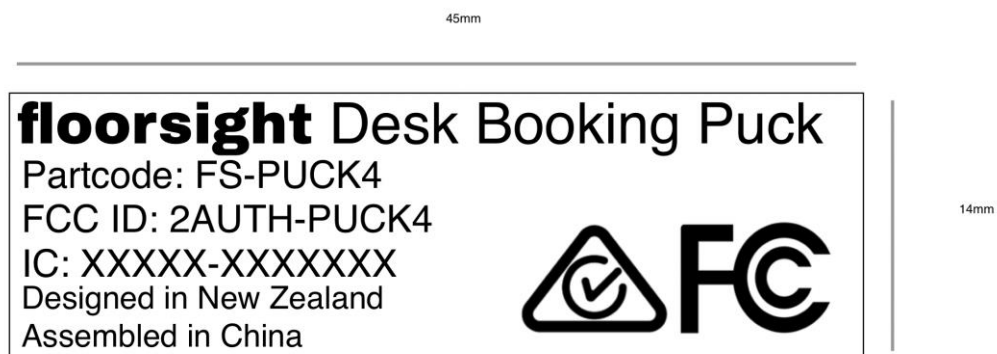 45mm
floorsight Desk Booking Puck
Partcode: FS-PUCK4
FCC ID: 2AUTH-PUCK4
IC: XXXXX-XXXXXXX
Designed in New Zealand
Assembled in China
FCC
14mm